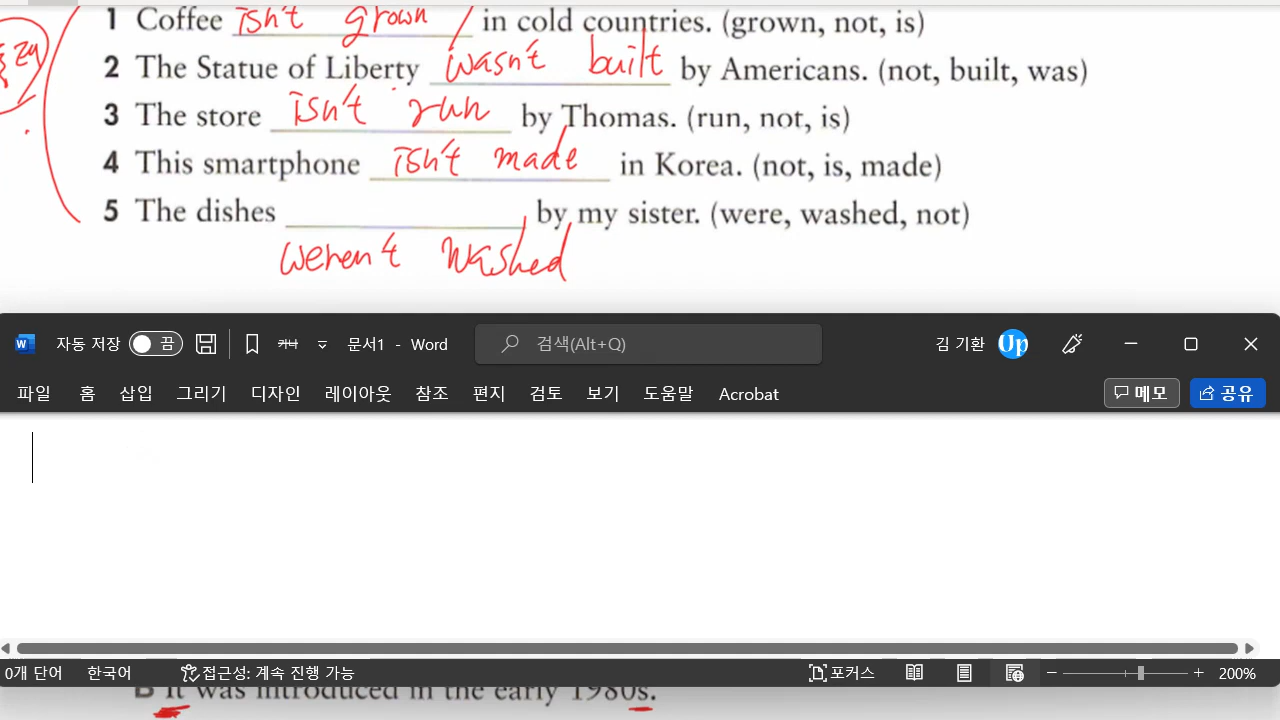 1 Coffee isn't grown in cold countries. (grown, not, is)
2 The Statue of Liberty wasn't built by Americans. (not, built, was)
3 The store isn't run by Thomas. (run, not, is)
4 This smartphone isn't made in Korea. (not, is, made)
5 The dishes by my sister. (were, washed, not)
weren't washed
자동 저장 끔 문서1 - Word 검색(Alt+Q) 김 기환 Up
파일 홈 삽입 그리기 디자인 레이아웃 참조 편지 검토 보기 도움말 Acrobat 메모 공유
0개 단어 한국어 접근성: 계속 진행 가능 포커스 200%
B It was introduced in the early 1980s.